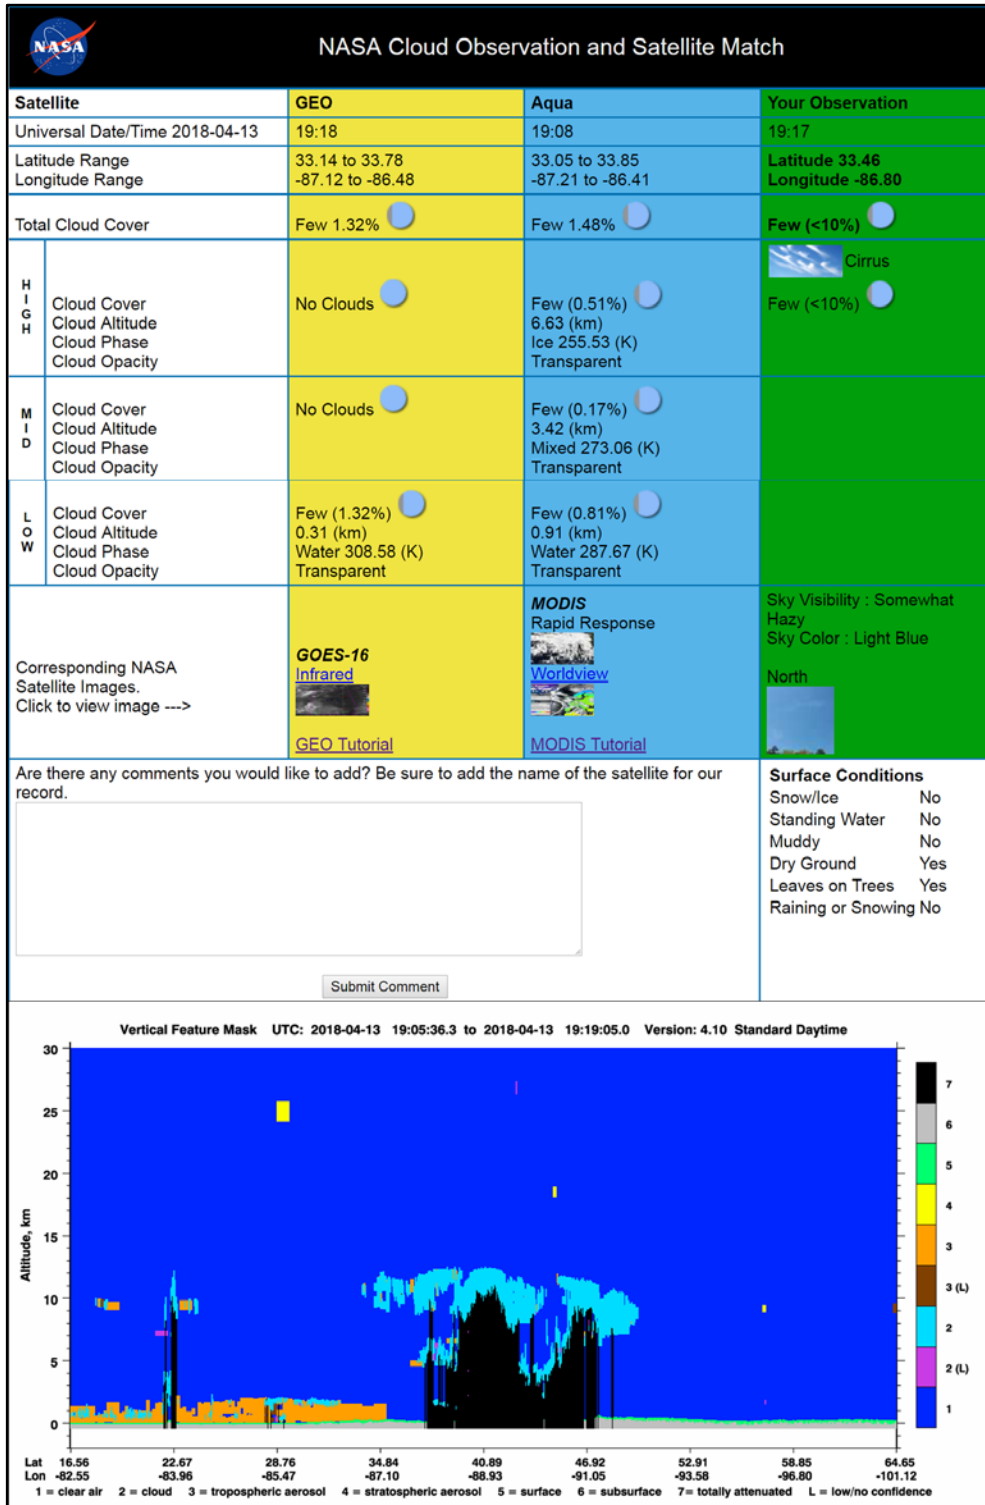 NASA
NASA Cloud Observation and Satellite Match
Satellite GEO Aqua Your Observation
Universal Date/Time 2018-04-13 19:18 19:08 19:17
Latitude Range 33.14 to 33.78 33.05 to 33.85 Latitude 33.46
Longitude Range -87.12 to -86.48 -87.21 to -86.41 Longitude -86.80
Total Cloud Cover Few 1.32% Few 1.48% Few (<10%)
HIGH
Cirrus
Cloud Cover No Clouds Few (0.51%) Few (<10%)
Cloud Altitude 6.63 (km)
Cloud Phase Ice 255.53 (K)
Cloud Opacity Transparent
MID
Cloud Cover No Clouds Few (0.17%)
Cloud Altitude 3.42 (km)
Cloud Phase Mixed 273.06 (K)
Cloud Opacity Transparent
LOW
Cloud Cover Few (1.32%) Few (0.81%)
Cloud Altitude 0.31 (km) 0.91 (km)
Cloud Phase Water 308.58 (K) Water 287.67 (K)
Cloud Opacity Transparent Transparent
Corresponding NASA
Satellite Images.
Click to view image --->
GOES-16
Infrared
GEO Tutorial
MODIS
Rapid Response
Worldview
MODIS Tutorial
Sky Visibility : Somewhat
Hazy
Sky Color : Light Blue
North
Are there any comments you would like to add? Be sure to add the name of the satellite for our
record.
Submit Comment
Surface Conditions
Snow/Ice No
Standing Water No
Muddy No
Dry Ground Yes
Leaves on Trees Yes
Raining or Snowing No
Vertical Feature Mask UTC: 2018-04-13 19:05:36.3 to 2018-04-13 19:19:05.0 Version: 4.10 Standard Daytime
Altitude, km
30
25
20
15
10
5
0
7
6
5
4
3
3 (L)
2
2 (L)
1
Lat 16.56 22.67 28.76 34.84 40.89 46.92 52.91 58.85 64.65
Lon -82.55 -83.96 -85.47 -87.10 -88.93 -91.05 -93.58 -96.80 -101.12
1 = clear air 2 = cloud 3 = tropospheric aerosol 4 = stratospheric aerosol 5 = surface 6 = subsurface 7= totally attenuated L = low/no confidence